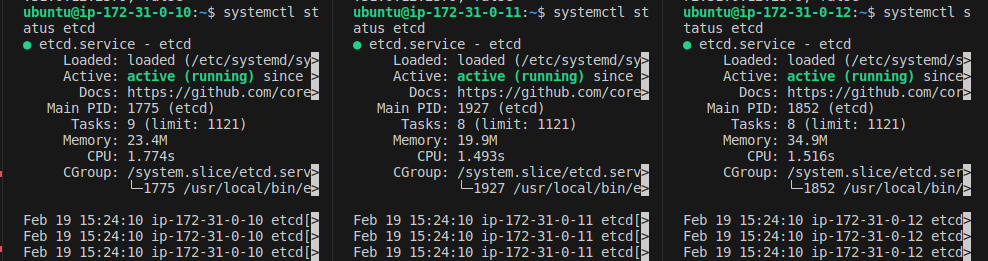 ubuntu@ip-172-31-0-10:~$ systemctl st
atus etcd
● etcd.service - etcd
Loaded: loaded (/etc/systemd/sy>
Active: active (running) since >
Docs: https://github.com/core>
Main PID: 1775 (etcd)
Tasks: 9 (limit: 1121)
Memory: 23.4M
CPU: 1.774s
CGroup: /system.slice/etcd.serv>
└─1775 /usr/local/bin/e>
Feb 19 15:24:10 ip-172-31-0-10 etcd[>
Feb 19 15:24:10 ip-172-31-0-10 etcd[>
Feb 19 15:24:10 ip-172-31-0-10 etcd[>
ubuntu@ip-172-31-0-11:~$ systemctl st
atus etcd
● etcd.service - etcd
Loaded: loaded (/etc/systemd/sy>
Active: active (running) since >
Docs: https://github.com/core>
Main PID: 1927 (etcd)
Tasks: 8 (limit: 1121)
Memory: 19.9M
CPU: 1.493s
CGroup: /system.slice/etcd.serv>
└─1927 /usr/local/bin/e>
Feb 19 15:24:10 ip-172-31-0-11 etcd[>
Feb 19 15:24:10 ip-172-31-0-11 etcd[>
Feb 19 15:24:10 ip-172-31-0-11 etcd[>
ubuntu@ip-172-31-0-12:~$ systemctl s
tatus etcd
● etcd.service - etcd
Loaded: loaded (/etc/systemd/s>
Active: active (running) since>
Docs: https://github.com/cor>
Main PID: 1852 (etcd)
Tasks: 8 (limit: 1121)
Memory: 34.9M
CPU: 1.516s
CGroup: /system.slice/etcd.ser>
└─1852 /usr/local/bin/>
Feb 19 15:24:10 ip-172-31-0-12 etcd>
Feb 19 15:24:10 ip-172-31-0-12 etcd>
Feb 19 15:24:10 ip-172-31-0-12 etcd>